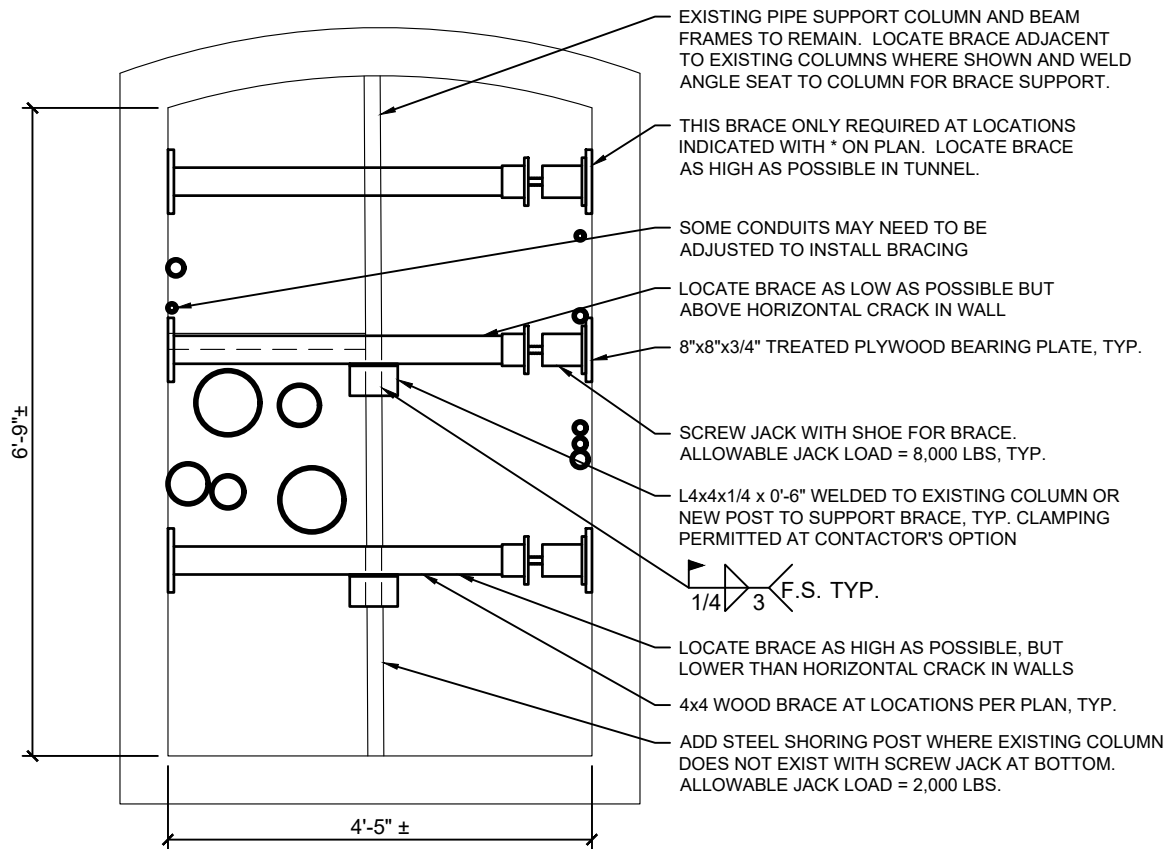 EXISTING PIPE SUPPORT COLUMN AND BEAM
FRAMES TO REMAIN. LOCATE BRACE ADJACENT
TO EXISTING COLUMNS WHERE SHOWN AND WELD
ANGLE SEAT TO COLUMN FOR BRACE SUPPORT.
THIS BRACE ONLY REQUIRED AT LOCATIONS
INDICATED WITH * ON PLAN. LOCATE BRACE
AS HIGH AS POSSIBLE IN TUNNEL.
SOME CONDUITS MAY NEED TO BE
ADJUSTED TO INSTALL BRACING
LOCATE BRACE AS LOW AS POSSIBLE BUT
ABOVE HORIZONTAL CRACK IN WALL
8"x8"x3/4" TREATED PLYWOOD BEARING PLATE, TYP.
6'-9"±
SCREW JACK WITH SHOE FOR BRACE.
ALLOWABLE JACK LOAD = 8,000 LBS, TYP.
L4x4x1/4 x 0'-6" WELDED TO EXISTING COLUMN OR
NEW POST TO SUPPORT BRACE, TYP. CLAMPING
PERMITTED AT CONTACTOR'S OPTION
1/4 3 F.S. TYP.
LOCATE BRACE AS HIGH AS POSSIBLE, BUT
LOWER THAN HORIZONTAL CRACK IN WALLS
4x4 WOOD BRACE AT LOCATIONS PER PLAN, TYP.
ADD STEEL SHORING POST WHERE EXISTING COLUMN
DOES NOT EXIST WITH SCREW JACK AT BOTTOM.
ALLOWABLE JACK LOAD = 2,000 LBS.
4'-5" ±